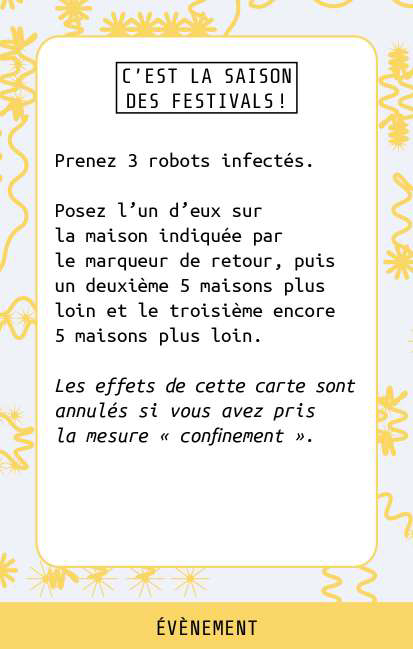 C’EST LA SAISON
DES FESTIVALS!
Prenez 3 robots infectés.
Posez l’un d’eux sur
la maison indiquée par
le marqueur de retour, puis
un deuxième 5 maisons plus
loin et le troisième encore
5 maisons plus loin.
Les effets de cette carte sont
annulés si vous avez pris
la mesure « confinement ».
ÉVÈNEMENT